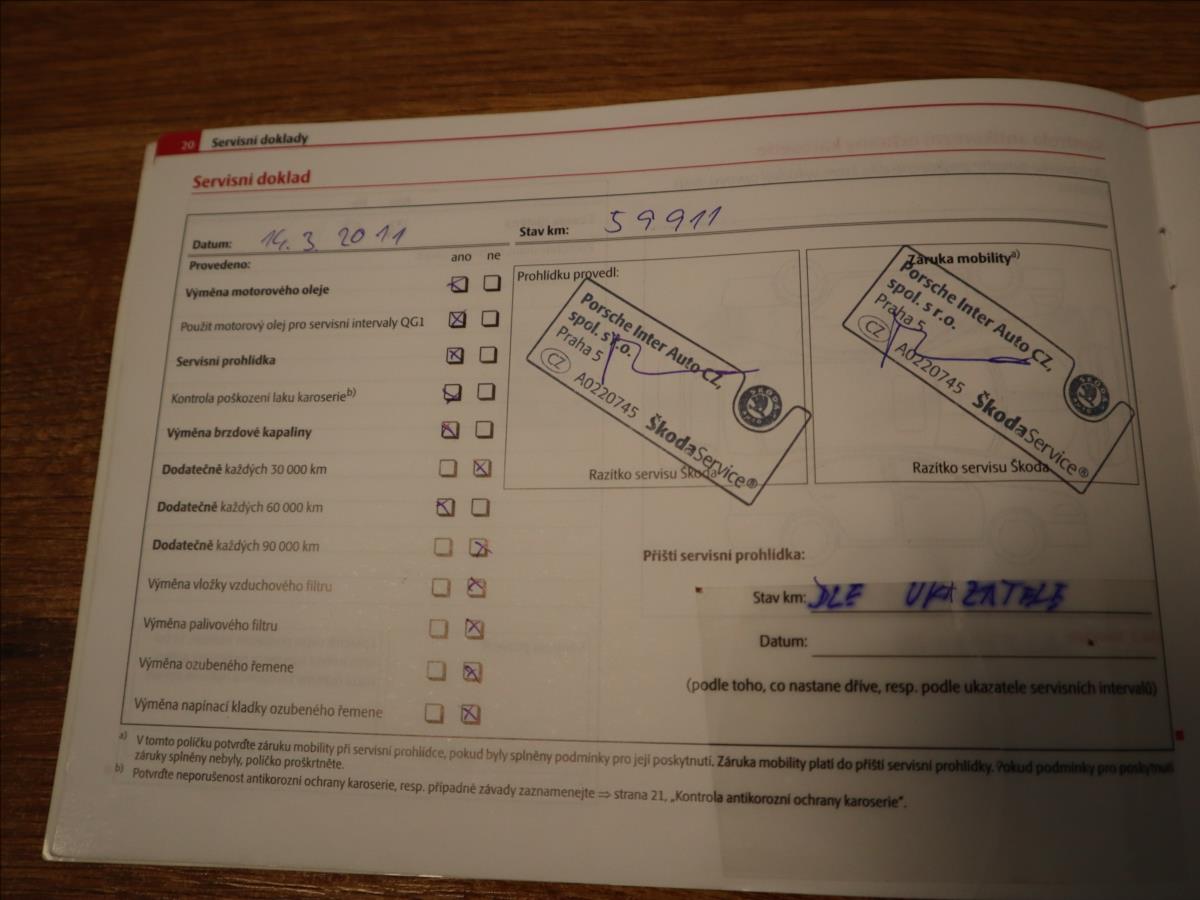 20 Servisní doklady
Servisní doklad
Datum: 14. 3. 2011
Stav km: 59911
Provedeno:
ano ne
Výměna motorového oleje
Použit motorový olej pro servisní intervaly QG1
Servisní prohlídka
Kontrola poškození laku karoserie b)
Výměna brzdové kapaliny
Dodatečně každých 30 000 km
Dodatečně každých 60 000 km
Dodatečně každých 90 000 km
Výměna vložky vzduchového filtru
Výměna palivového filtru
Výměna ozubeného řemene
Výměna napínací kladky ozubeného řemene
Prohlídku provedl:
Porsche Inter Auto CZ,
spol. s r.o.
Praha 5
CZ A0220745 ŠkodaService®
Razítko servisu Škoda
Záruka mobility a)
Porsche Inter Auto CZ,
spol. s r.o.
Praha 5
CZ A0220745 ŠkodaService®
Razítko servisu Škoda
Příští servisní prohlídka:
Stav km: DLE UKAZATELE
Datum:
(podle toho, co nastane dříve, resp. podle ukazatele servisních intervalů)
a) V tomto políčku potvrďte záruku mobility při servisní prohlídce, pokud byly splněny podmínky pro její poskytnutí. Záruka mobility platí do příští servisní prohlídky. Pokud podmínky pro poskytnutí
záruky splněny nebyly, políčko proškrtněte.
b) Potvrďte neporušenost antikorozní ochrany karoserie, resp. případné závady zaznamenejte ⇒ strana 21, „Kontrola antikorozní ochrany karoserie“.